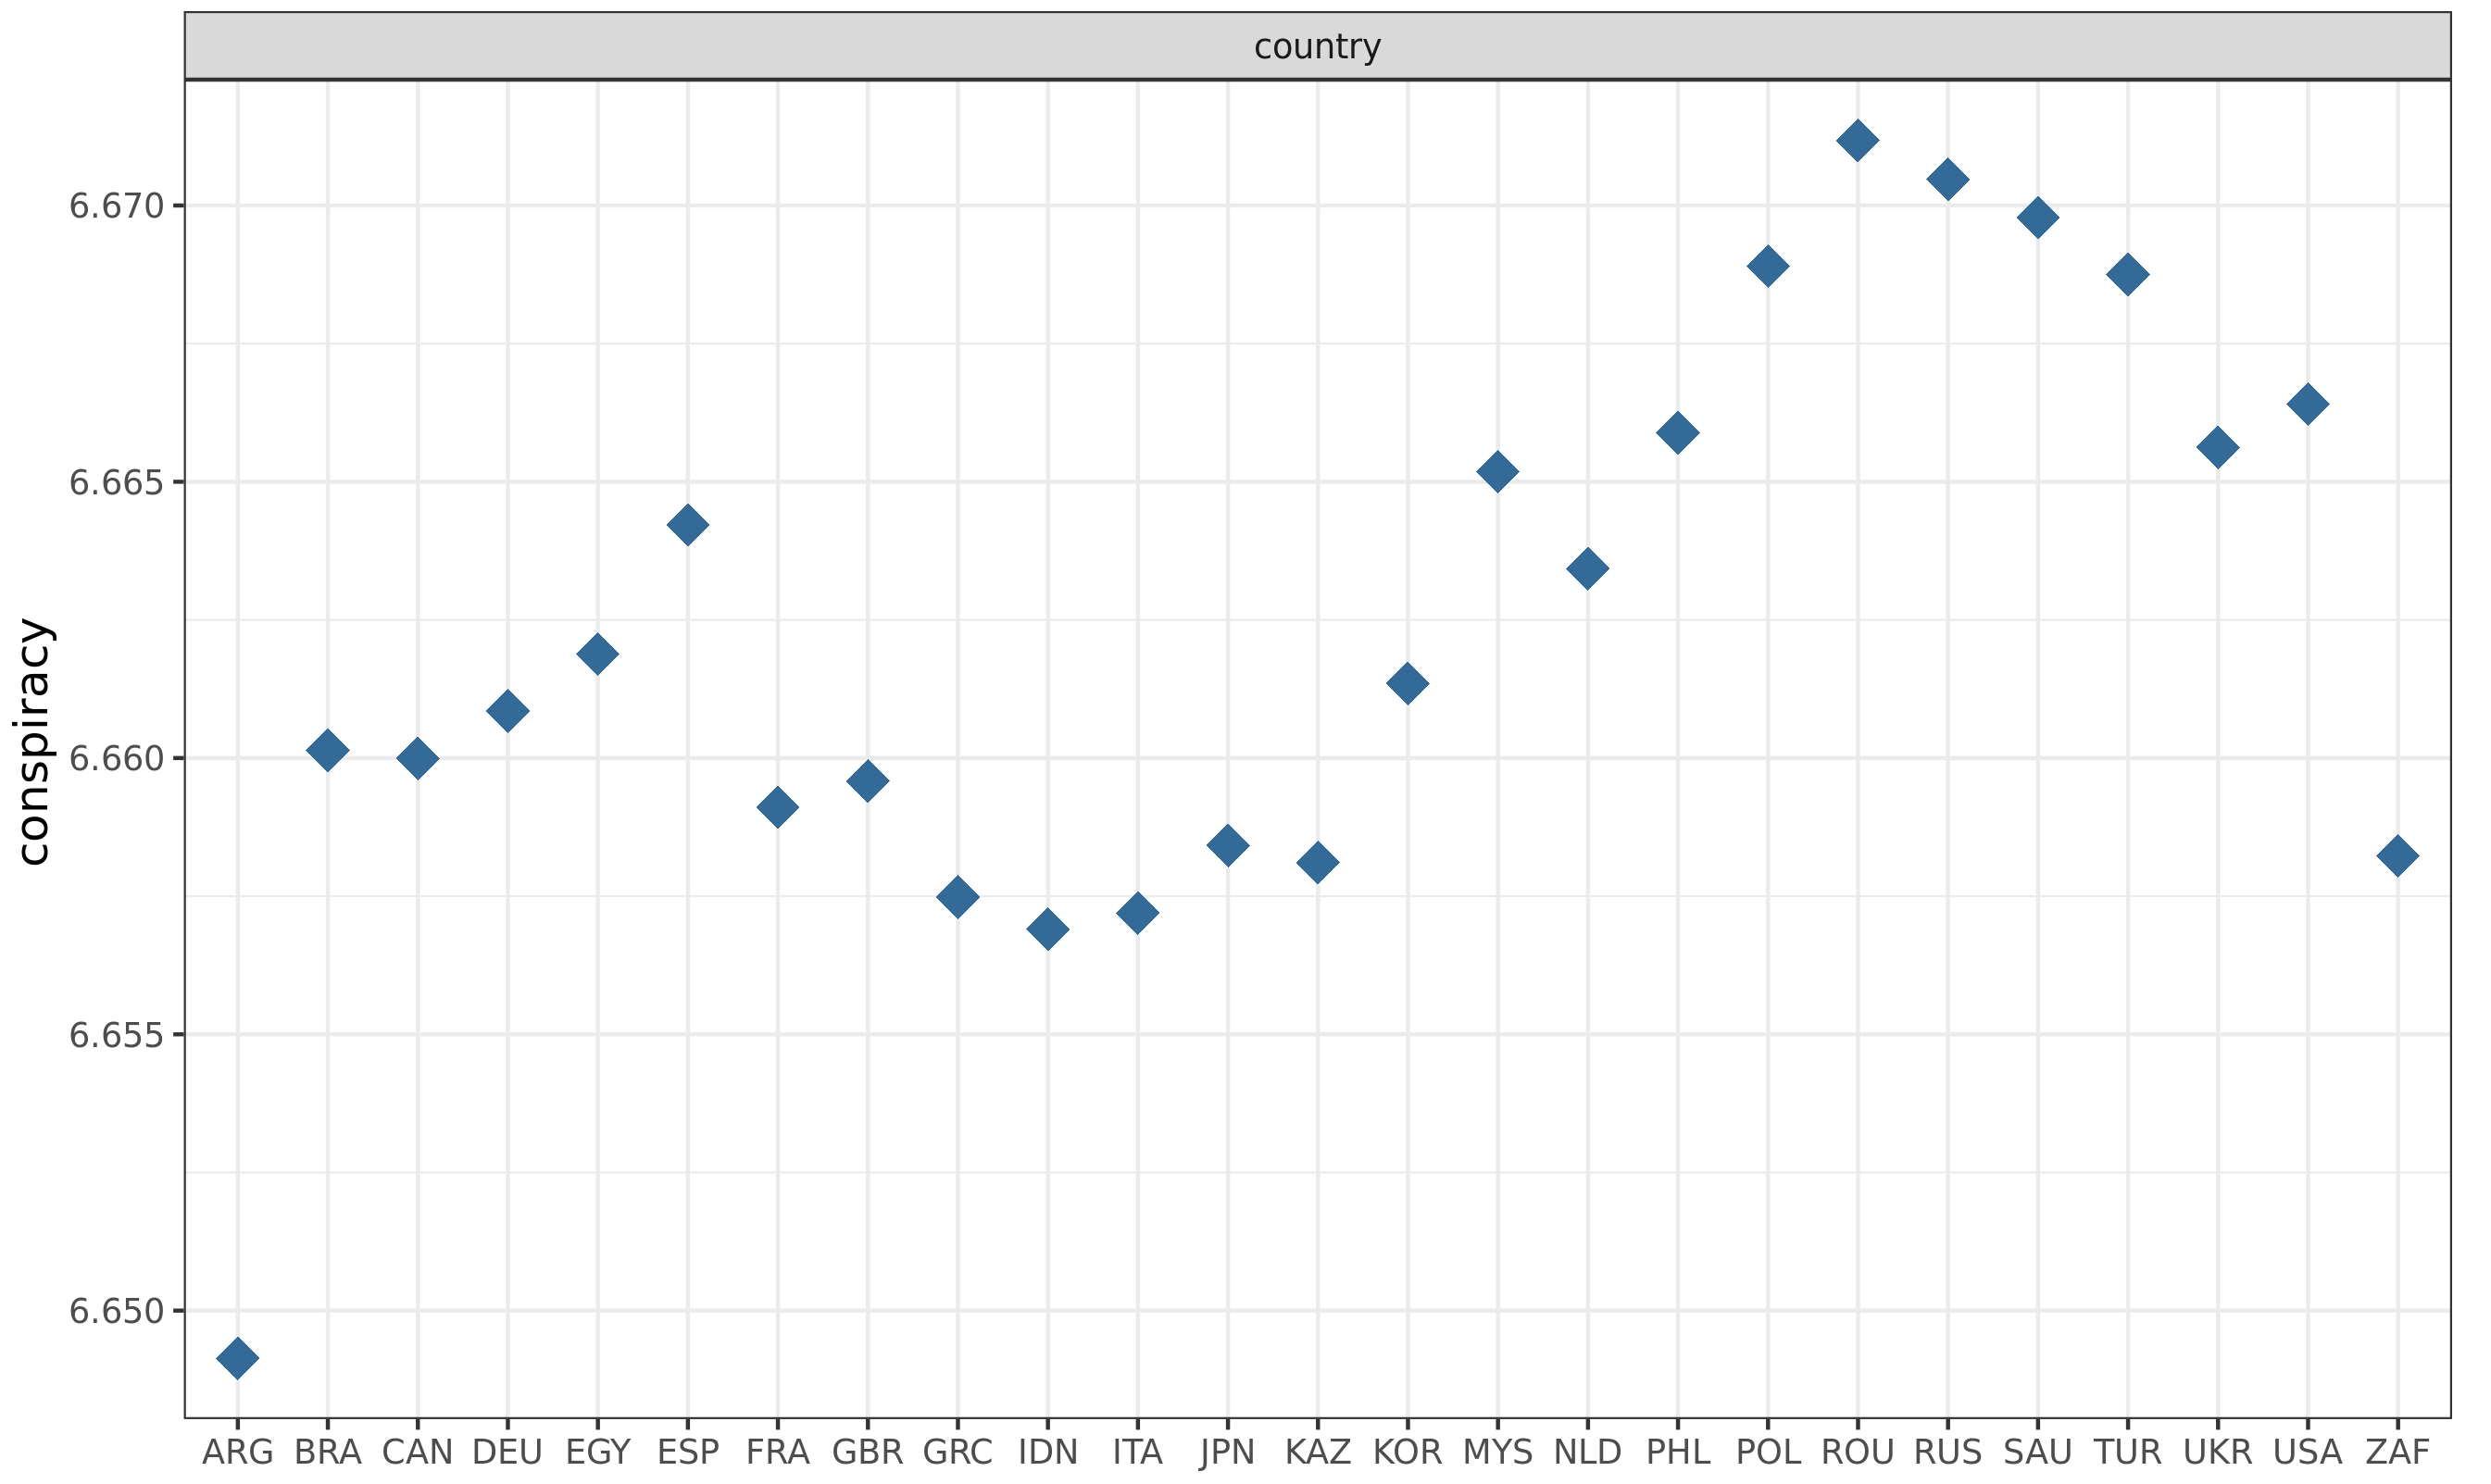 country
conspiracy
6.670
6.665
6.660
6.655
6.650
ARG BRA CAN DEU EGY ESP FRA GBR GRC IDN ITA JPN KAZ KOR MYS NLD PHL POL ROU RUS SAU TUR UKR USA ZAF